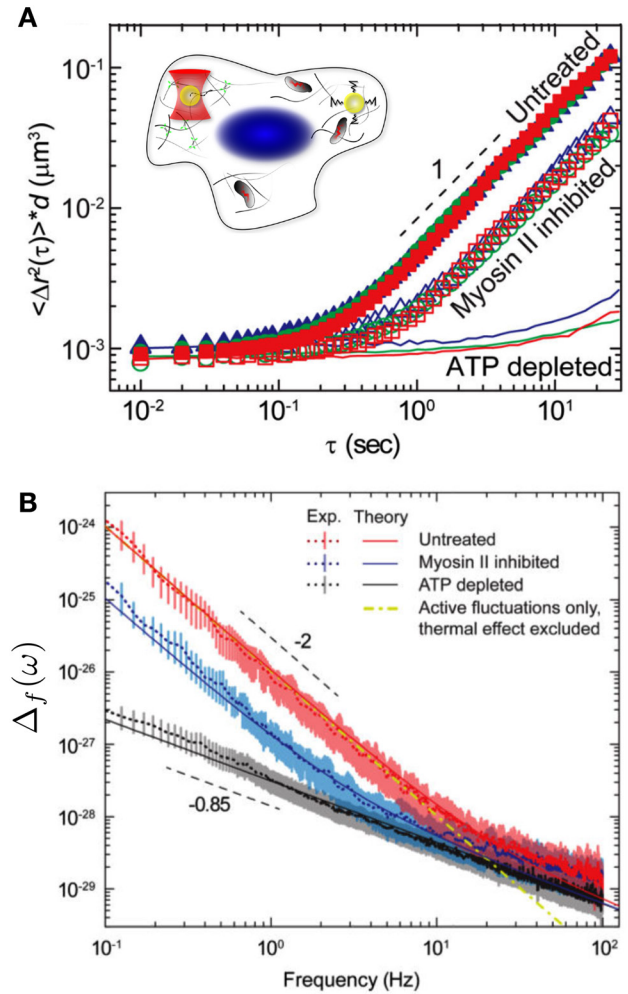 A
10⁻¹
10⁻²
10⁻³
<Δr²(τ)>*d (μm³)
1
Untreated
Myosin II inhibited
ATP depleted
10⁻² 10⁻¹ 10⁰ 10¹
τ (sec)
B
Exp. Theory
Untreated
Myosin II inhibited
ATP depleted
Active fluctuations only,
thermal effect excluded
10⁻²⁴
10⁻²⁵
10⁻²⁶
10⁻²⁷
10⁻²⁸
10⁻²⁹
Δf(ω)
-2
-0.85
10⁻¹ 10⁰ 10¹ 10²
Frequency (Hz)